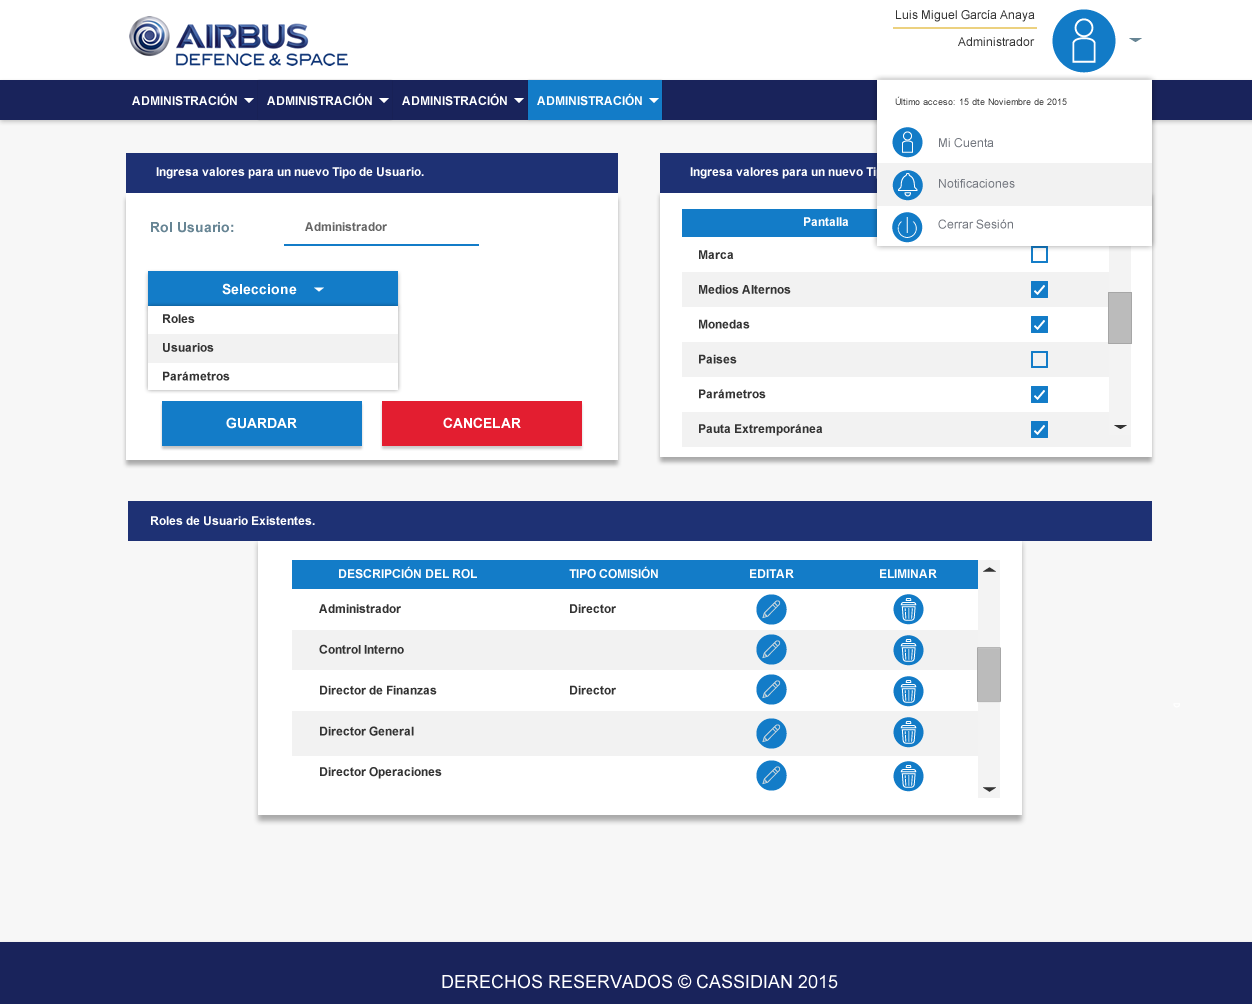 AIRBUS
DEFENCE & SPACE
Luis Miguel García Anaya
Administrador
ADMINISTRACIÓN ADMINISTRACIÓN ADMINISTRACIÓN ADMINISTRACIÓN
Último acceso: 15 dte Noviembre de 2015
Mi Cuenta
Notificaciones
Cerrar Sesión
Ingresa valores para un nuevo Tipo de Usuario.
Rol Usuario: Administrador
Seleccione
Roles
Usuarios
Parámetros
GUARDAR CANCELAR
Ingresa valores para un nuevo
Pantalla
Marca
Medios Alternos
Monedas
Paises
Parámetros
Pauta Extremporánea
Roles de Usuario Existentes.
DESCRIPCIÓN DEL ROL TIPO COMISIÓN EDITAR ELIMINAR
Administrador Director
Control Interno
Director de Finanzas Director
Director General
Director Operaciones
DERECHOS RESERVADOS © CASSIDIAN 2015